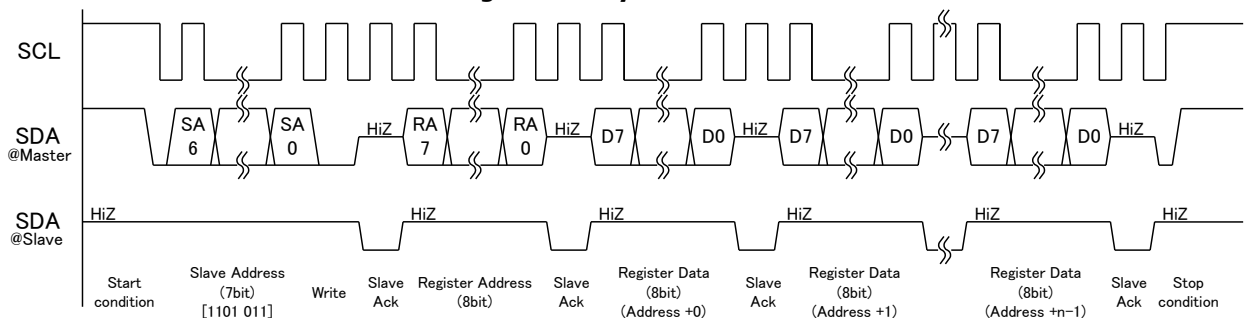 SCL
SDA
@Master
SA
6
SA
0
HiZ
RA
7
RA
0
HiZ
D7
D0
HiZ
D7
D0
D7
D0
HiZ
SDA
@Slave
HiZ
HiZ
HiZ
HiZ
HiZ
HiZ
Start
condition
Slave Address
(7bit)
[1101 011]
Write
Slave
Ack
Register Address
(8bit)
Slave
Ack
Register Data
(8bit)
(Address +0)
Slave
Ack
Register Data
(8bit)
(Address +1)
Register Data
(8bit)
(Address +n-1)
Slave
Ack
Stop
condition